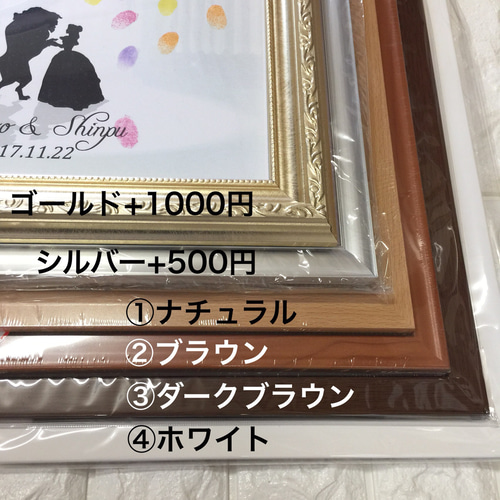 & Shinpu
17.11.22
ゴールド+1000円
シルバー+500円
①ナチュラル
②ブラウン
③ダークブラウン
④ホワイト